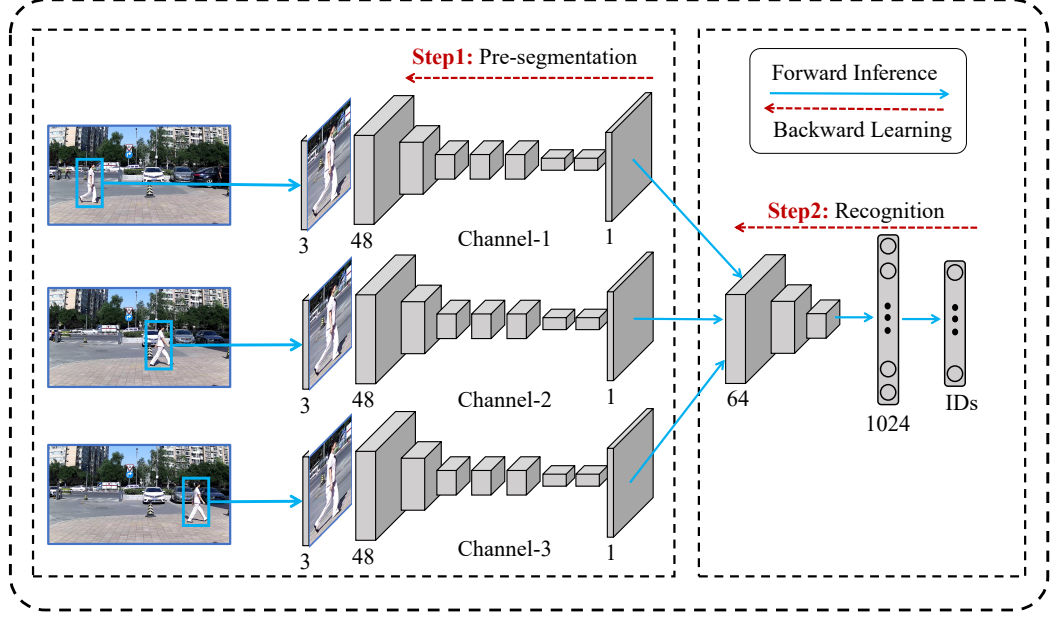 Step1: Pre-segmentation
Forward Inference
Backward Learning
3
48
Channel-1
1
Step2: Recognition
3
48
Channel-2
1
64
1024
IDs
3
48
Channel-3
1